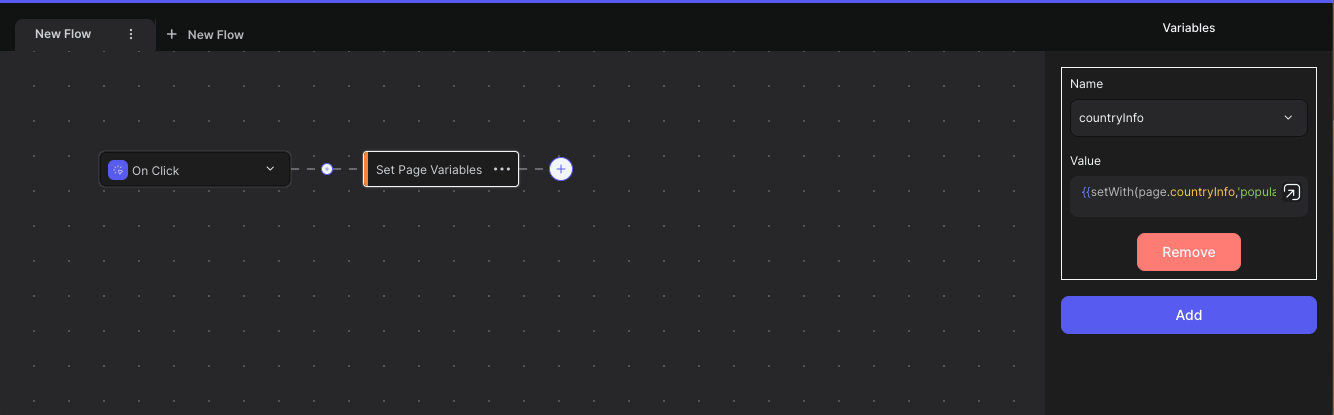 New Flow
New Flow
Variables
Name
countryInfo
On Click
Set Page Variables
Value
{{setWith(page.countryInfo,'popula
Remove
Add